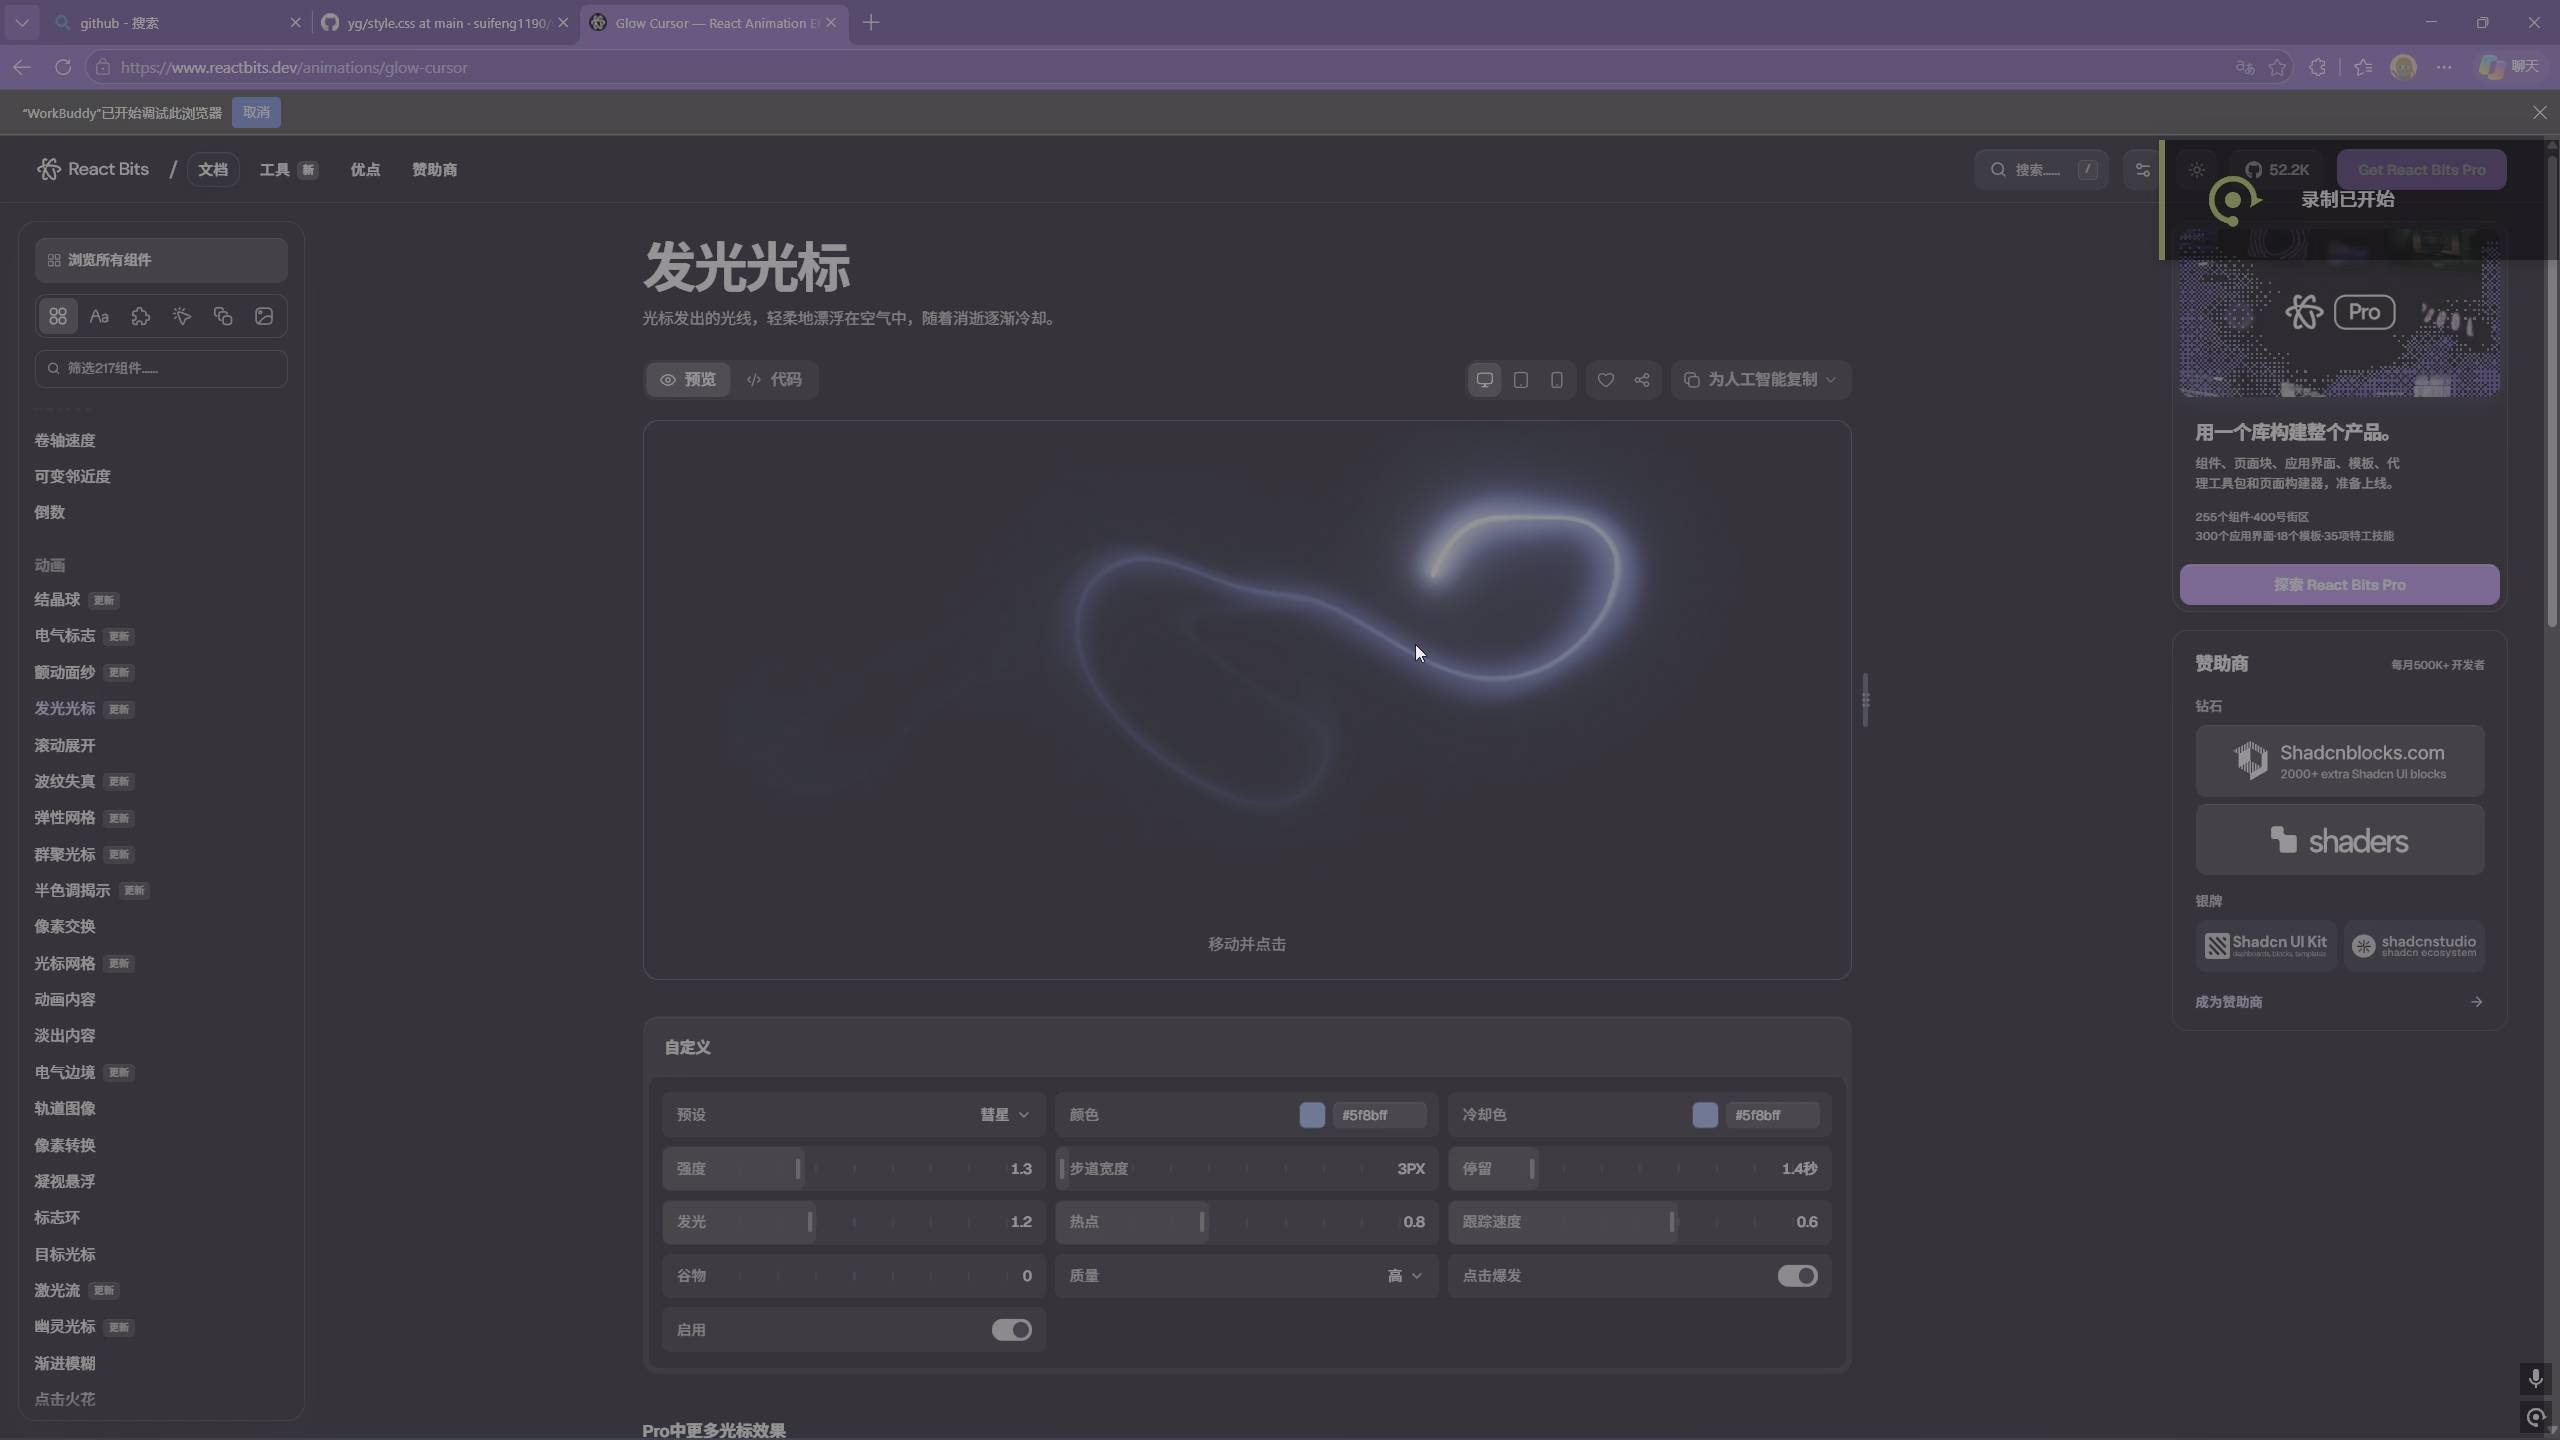 github - 搜索
yg/style.css at main · suifeng1190/
Glow Cursor — React Animation E
https://www.reactbits.dev/animations/glow-cursor
聊天
"WorkBuddy"已开始调试此浏览器
取消
React Bits
/
文档
工具
新
优点
赞助商
搜索……
/
52.2K
Get React Bits Pro
录制已开始
浏览所有组件
Aa
筛选217组件……
卷轴速度
可变邻近度
倒数
动画
结晶球 更新
电气标志 更新
颤动面纱 更新
发光光标 更新
滚动展开
波纹失真 更新
弹性网格 更新
群聚光标 更新
半色调揭示 更新
像素交换
光标网格 更新
动画内容
淡出内容
电气边境 更新
轨道图像
像素转换
凝视悬浮
标志环
目标光标
激光流 更新
幽灵光标 更新
渐进模糊
点击火花
发光光标
光标发出的光线，轻柔地漂浮在空气中，随着消逝逐渐冷却。
预览
代码
为人工智能复制
移动并点击
自定义
预设 彗星
颜色 #5f8bff
冷却色 #5f8bff
强度 1.3
步道宽度 3PX
停留 1.4秒
发光 1.2
热点 0.8
跟踪速度 0.6
谷物 0
质量 高
点击爆发
启用
Pro中更多光标效果
Pro
用一个库构建整个产品。
组件、页面块、应用界面、模板、代
理工具包和页面构建器，准备上线。
255个组件·400号街区
300个应用界面·18个模板·35项特工技能
探索 React Bits Pro
赞助商
每月500K+ 开发者
钻石
Shadcnblocks.com
2000+ extra Shadcn UI blocks
shaders
银牌
Shadcn UI Kit
dashboards, blocks, templates
shadcnstudio
shadcn ecosystem
成为赞助商